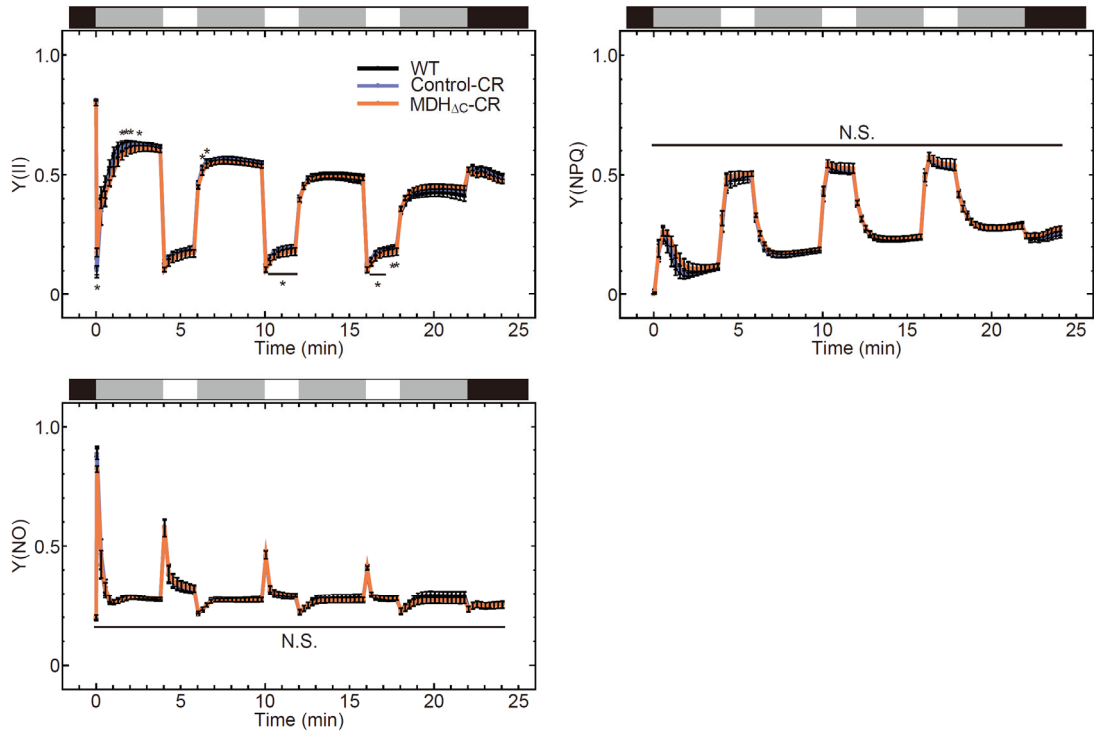 1.0
0.5
0
Y(II)
WT
Control-CR
MDHΔC-CR
***  *
*
*
*
*
*
**
0 5 10 15 20 25
Time (min)
1.0
0.5
0
Y(NPQ)
N.S.
0 5 10 15 20 25
Time (min)
1.0
0.5
0
Y(NO)
N.S.
0 5 10 15 20 25
Time (min)